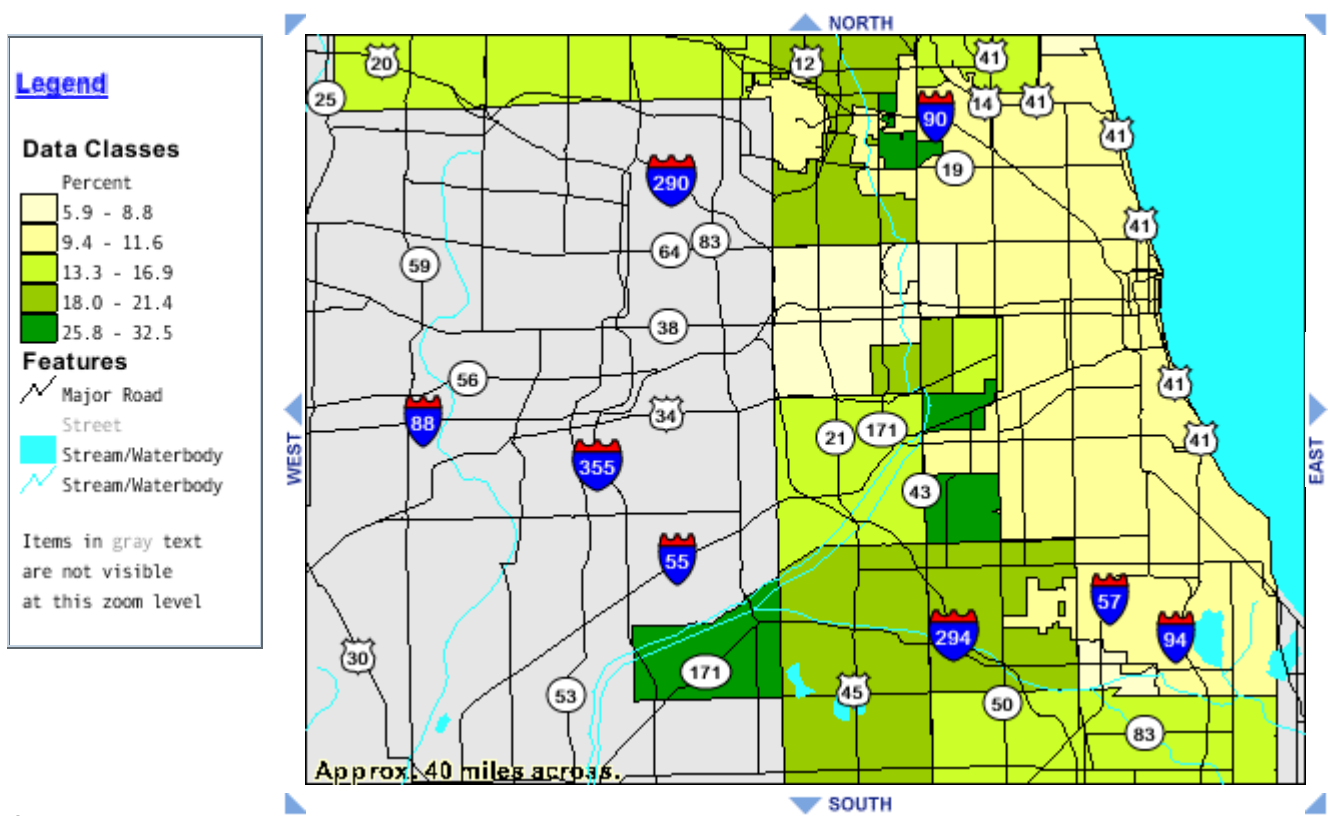 Legend
Data Classes
Percent
5.9 - 8.8
9.4 - 11.6
13.3 - 16.9
18.0 - 21.4
25.8 - 32.5
Features
Major Road
Street
Stream/Waterbody
Stream/Waterbody
Items in gray text
are not visible
at this zoom level
NORTH
20
12
41
25
90
14
41
41
19
290
41
64
83
59
38
56
41
88
34
21
171
41
WEST
EAST
355
43
55
57
294
94
30
171
53
45
50
83
Approx. 40 miles across.
SOUTH